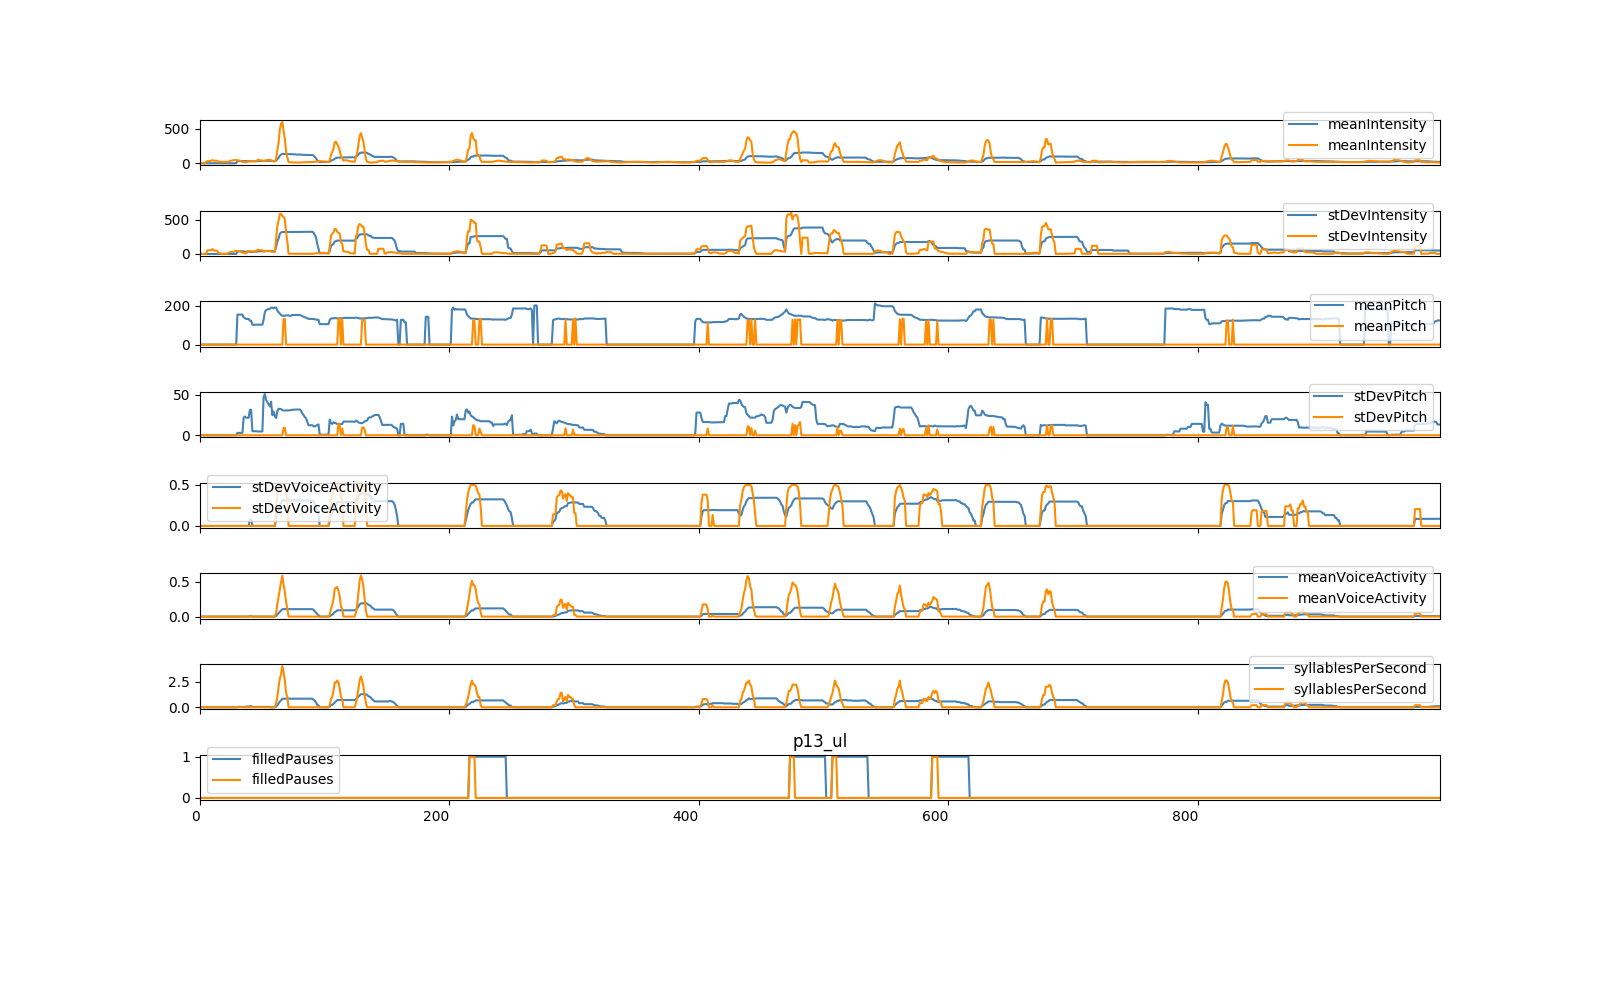 500
0
meanIntensity
meanIntensity
500
0
stDevIntensity
stDevIntensity
200
0
meanPitch
meanPitch
50
0
stDevPitch
stDevPitch
0.5
0.0
stDevVoiceActivity
stDevVoiceActivity
0.5
0.0
meanVoiceActivity
meanVoiceActivity
2.5
0.0
syllablesPerSecond
syllablesPerSecond
p13_ul
1
0
filledPauses
filledPauses
0 200 400 600 800